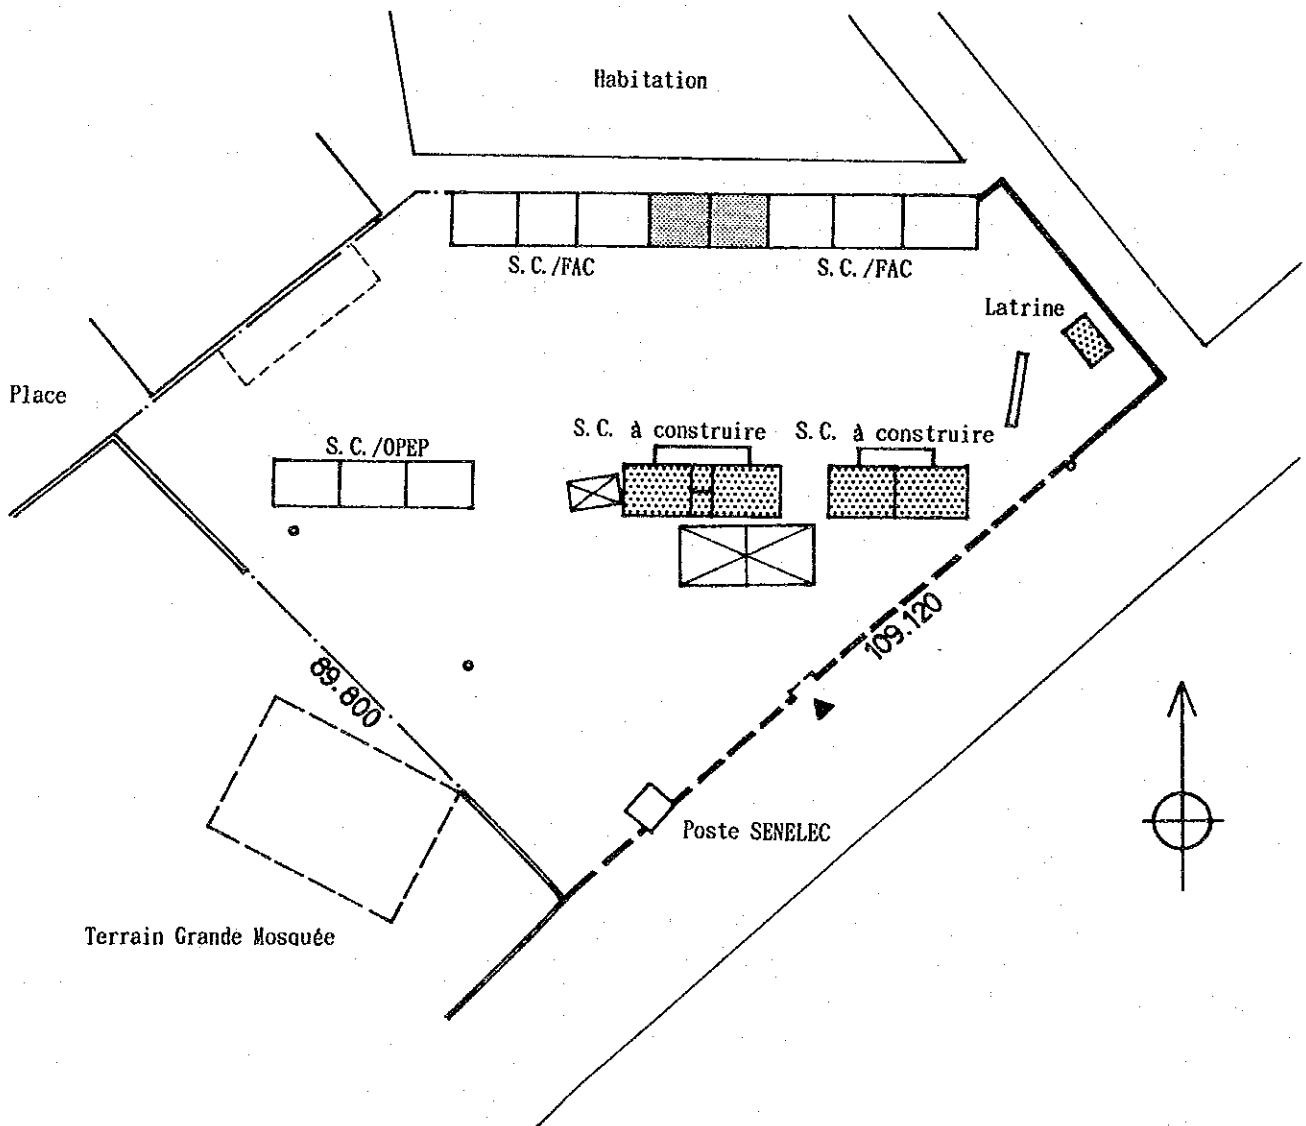 Habitation
S.C./FAC
S.C./FAC
Latrine
Place
S.C. à construire
S.C. à construire
S.C./OPEP
109.120
89.800
Poste SENELEC
Terrain Grande Mosquée